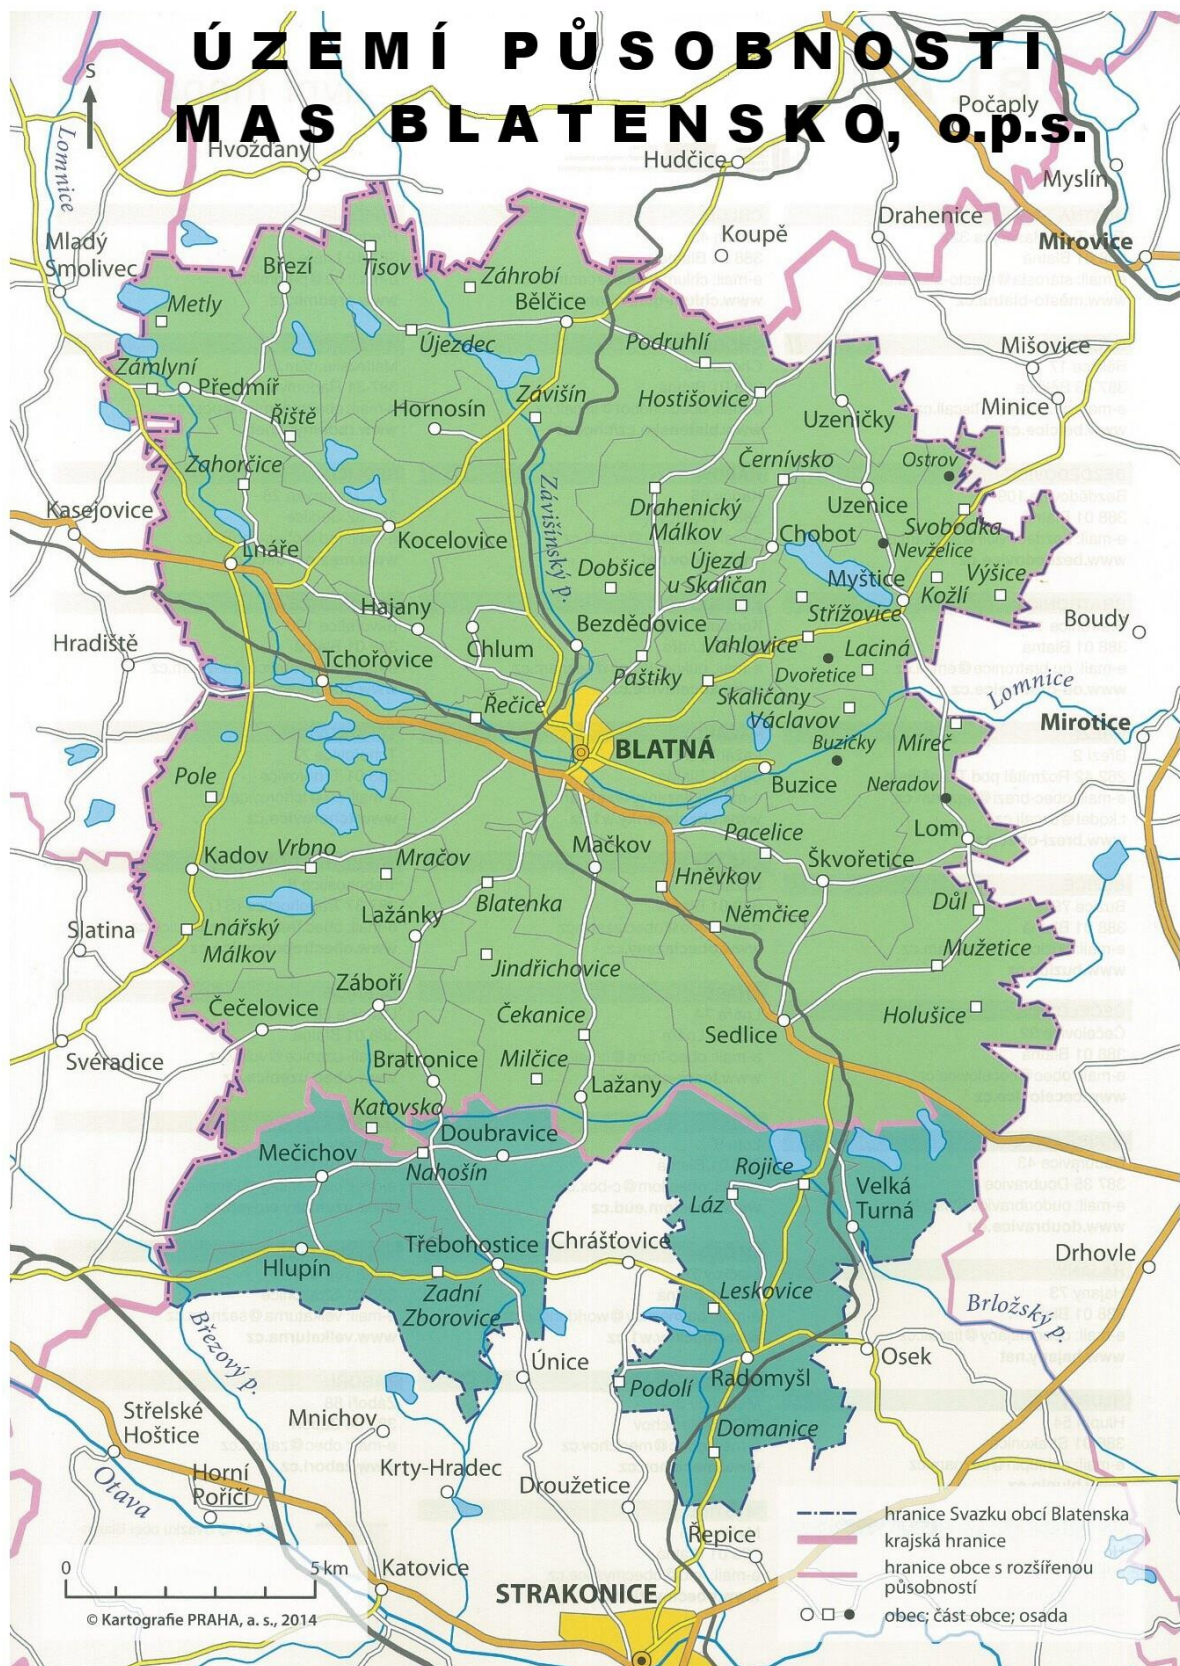 ÚZEMÍ PŮSOBNOSTI
MAS BLATENSKO, o.p.s.
S
Lomnice
Hvožďany
Hudčice
Počaply
Myslín
Mladý
Smolivec
Březí
Tisov
Záhrobí
Bělčice
Koupě
Drahenice
Mirovice
Metly
Újezdec
Podruhlí
Mišovice
Zámlyní
Předmíř
Řiště
Hornosín
Závišín
Hostišovice
Uzeničky
Minice
Zahorčice
Černívsko
Ostrov
Kasejovice
Lnáře
Kocelovice
Závišínský p.
Drahenický
Málkov
Uzenice
Svobodka
Chobot
Nevželice
Dobšice
Újezd
u Skaličan
Myštice
Kožlí
Výšice
Hajany
Chlum
Bezdědovice
Střížovice
Boudy
Hradiště
Tchořovice
Vahlovice
Laciná
Dvořetice
Paštiky
Skaličany
Lomnice
Řečice
Václavov
Míreč
Mirotice
BLATNÁ
Buzičky
Buzice
Neradov
Pole
Pacelice
Lom
Kadov
Vrbno
Mračov
Mačkov
Škvořetice
Blatenka
Hněvkov
Důl
Slatina
Lnářský
Málkov
Lažánky
Němčice
Mužetice
Jindřichovice
Záboří
Čečelovice
Čekanice
Sedlice
Holušice
Svéradice
Bratronice
Milčice
Lažany
Katovsko
Doubravice
Mečichov
Nahošín
Rojice
Láz
Velká
Turná
Třebohostice
Chrášťovice
Drhovle
Hlupín
Zadní
Zborovice
Leskovice
Březový p.
Brložský p.
Únice
Radomyšl
Osek
Podolí
Střelské
Hoštice
Mnichov
Domanice
Krty-Hradec
Horní
Poříčí
Otava
Droužetice
Řepice
Katovice
STRAKONICE
0
5 km
© Kartografie PRAHA, a. s., 2014
hranice Svazku obcí Blatenska
krajská hranice
hranice obce s rozšířenou
působností
obec; část obce; osada